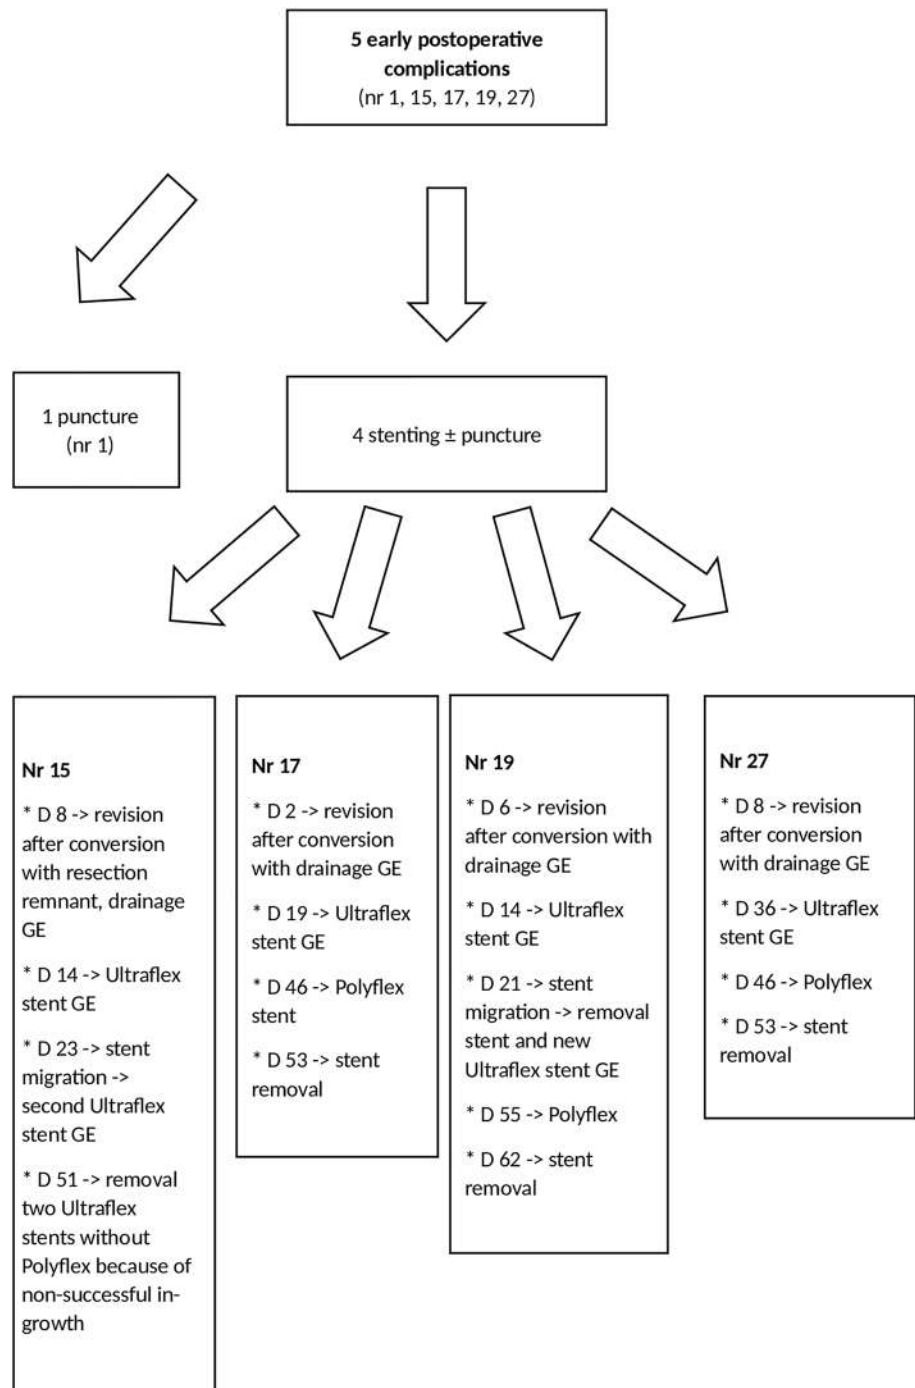 5 early postoperative
complications
(nr 1, 15, 17, 19, 27)
1 puncture
(nr 1)
4 stenting ± puncture
Nr 15
* D 8 -> revision
after conversion
with resection
remnant, drainage
GE
* D 14 -> Ultraflex
stent GE
* D 23 -> stent
migration ->
second Ultraflex
stent GE
* D 51 -> removal
two Ultraflex
stents without
Polyflex because of
non-successful in-
growth
Nr 17
* D 2 -> revision
after conversion
with drainage GE
* D 19 -> Ultraflex
stent GE
* D 46 -> Polyflex
stent
* D 53 -> stent
removal
Nr 19
* D 6 -> revision
after conversion with
drainage GE
* D 14 -> Ultraflex
stent GE
* D 21 -> stent
migration -> removal
stent and new
Ultraflex stent GE
* D 55 -> Polyflex
* D 62 -> stent
removal
Nr 27
* D 8 -> revision
after conversion
with drainage GE
* D 36 -> Ultraflex
stent GE
* D 46 -> Polyflex
* D 53 -> stent
removal